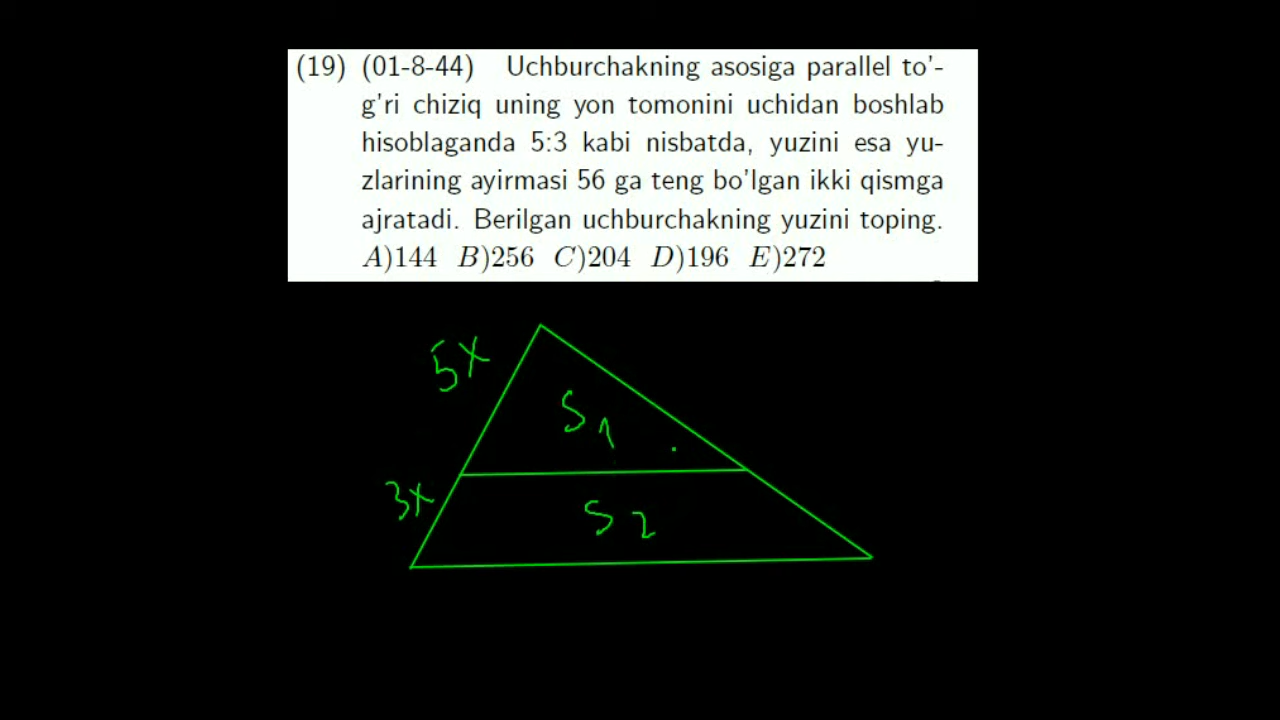 (19) (01-8-44) Uchburchakning asosiga parallel to'-
g'ri chiziq uning yon tomonini uchidan boshlab
hisoblaganda 5:3 kabi nisbatda, yuzini esa yu-
zlarining ayirmasi 56 ga teng bo'lgan ikki qismga
ajratadi. Berilgan uchburchakning yuzini toping.
A)144 B)256 C)204 D)196 E)272
5x
S1
3x
S2